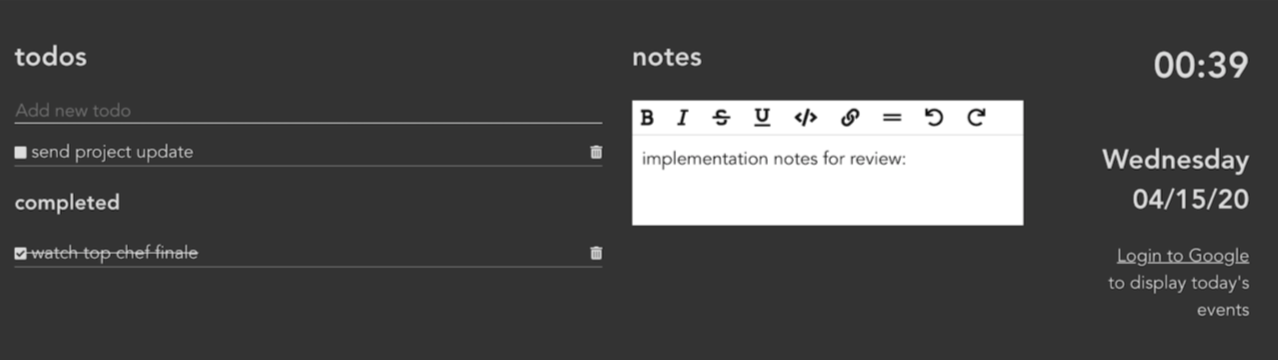 todos
Add new todo
send project update
completed
watch top chef finale
notes
B I S U </>
implementation notes for review:
00:39
Wednesday
04/15/20
Login to Google
to display today's
events